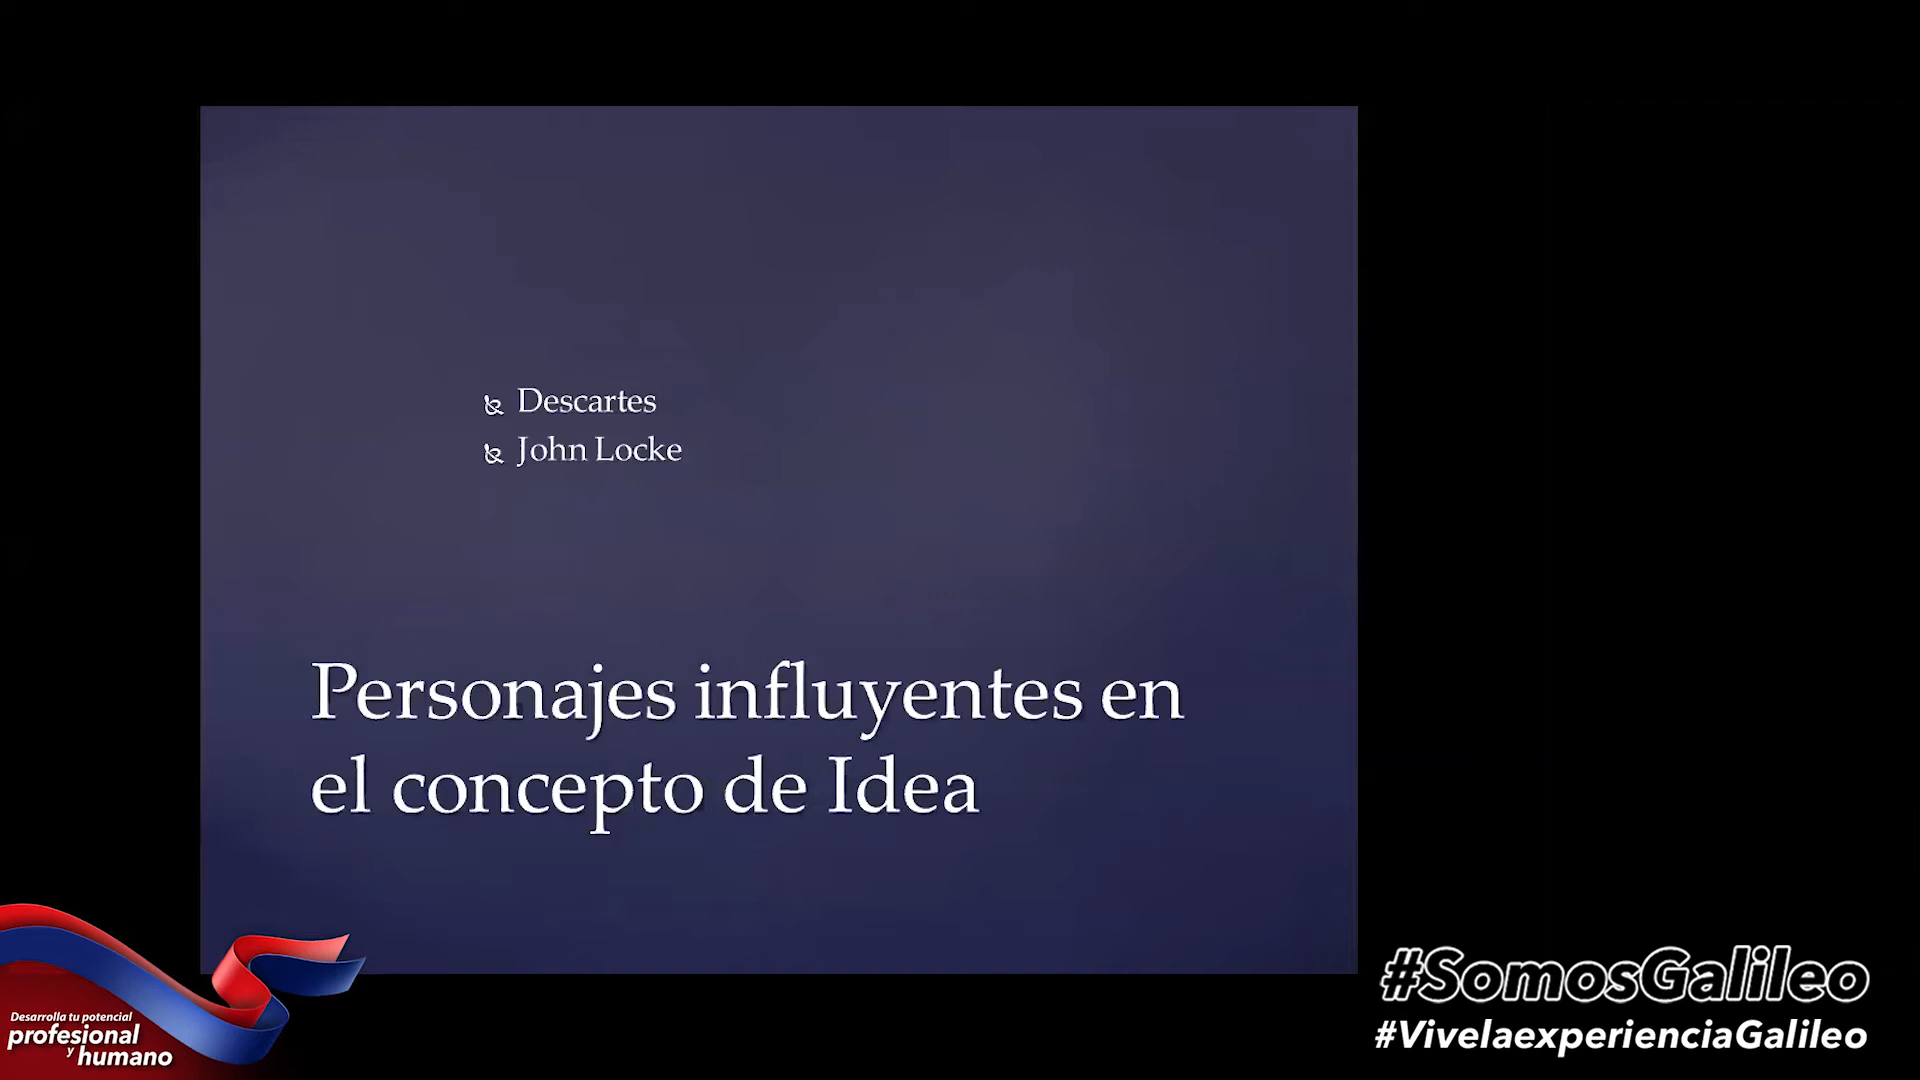 Descartes
John Locke
Personajes influyentes en
el concepto de Idea
Desarrolla tu potencial
profesional
y humano
#SomosGalileo
#VivelaexperienciaGalileo